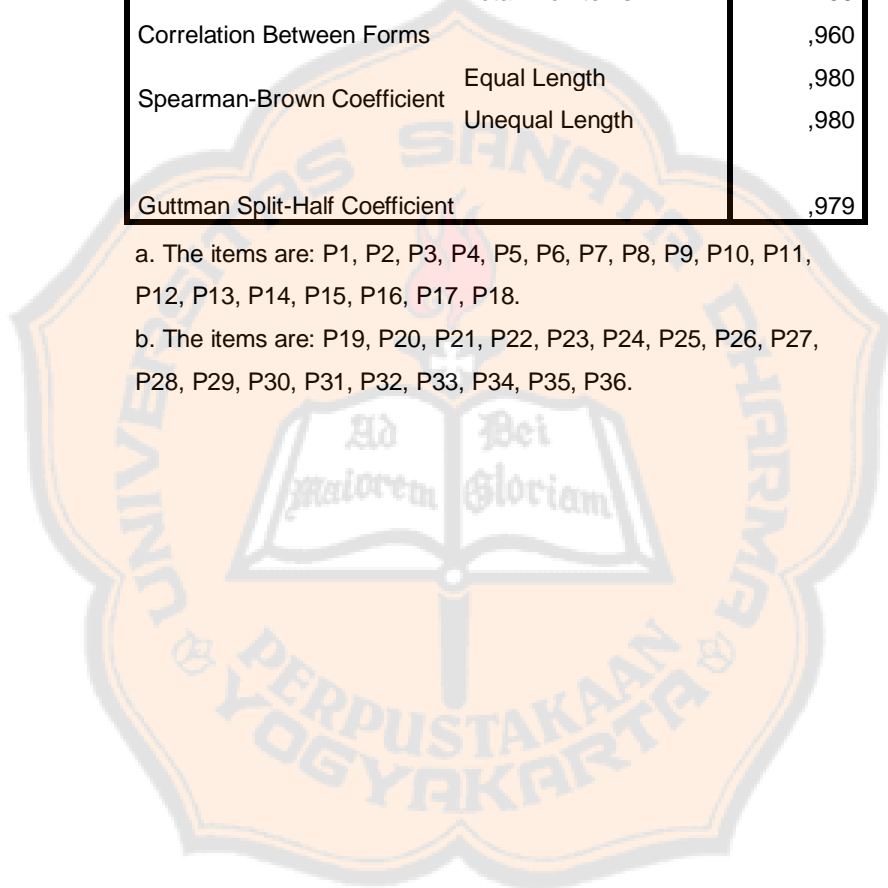 Correlation Between Forms ,960
Spearman-Brown Coefficient Equal Length ,980
Unequal Length ,980
Guttman Split-Half Coefficient ,979
a. The items are: P1, P2, P3, P4, P5, P6, P7, P8, P9, P10, P11,
P12, P13, P14, P15, P16, P17, P18.
b. The items are: P19, P20, P21, P22, P23, P24, P25, P26, P27,
P28, P29, P30, P31, P32, P33, P34, P35, P36.
UNIVERSITAS SANATA DHARMA
Ad Dei
Maiorem Gloriam
PERPUSTAKAAN
YOGYAKARTA